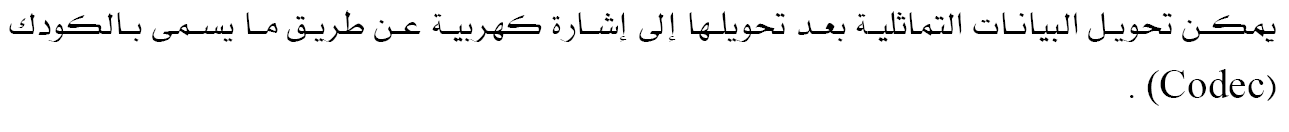 يمكن تحويل البيانات التماثلية بعد تحويلها إلى إشارة كهربية عن طريق ما يسمى بالكودك
(Codec) .